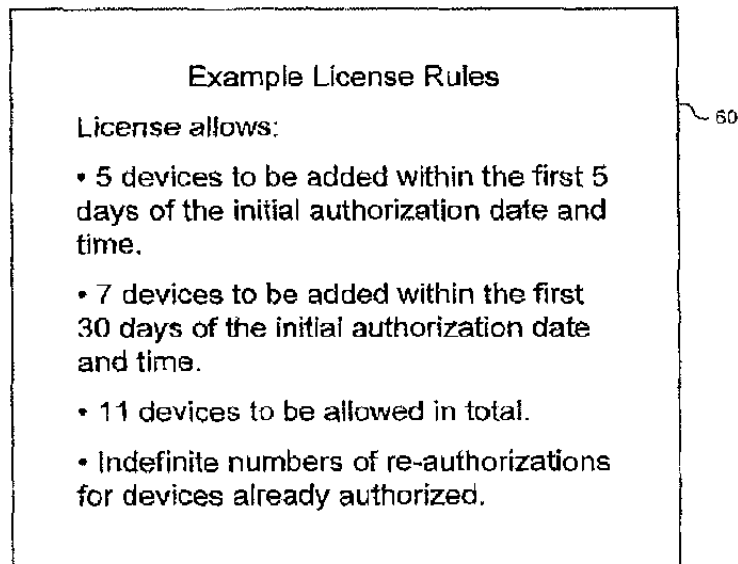 Example License Rules
License allows:
60
• 5 devices to be added within the first 5
days of the initial authorization date and
time.
• 7 devices to be added within the first
30 days of the initial authorization date
and time.
• 11 devices to be allowed in total.
• Indefinite numbers of re-authorizations
for devices already authorized.